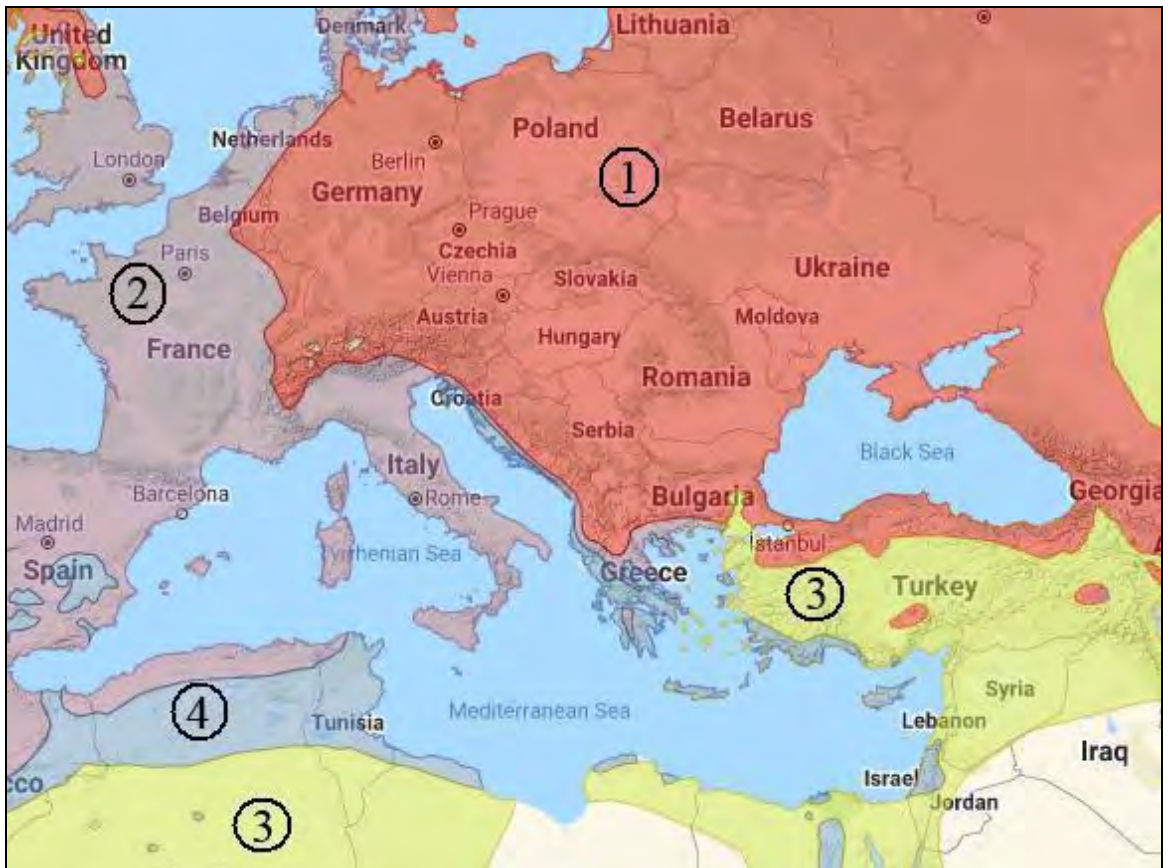 Denmark
Lithuania
United
Kingdom
Belarus
Poland
Netherlands
Berlin
1
London
Germany
Belgium
Prague
Paris
Czechia
Ukraine
Vienna
Slovakia
2
Austria
Moldova
Hungary
France
Romania
Croatia
Serbia
Black Sea
Italy
Barcelona
Rome
Bulgaria
Georgia
Madrid
Istanbul
Tyrrhenian Sea
Spain
Greece
3
Turkey
Syria
4
Mediterranean Sea
Tunisia
Lebanon
Iraq
Israel
cco
Jordan
3